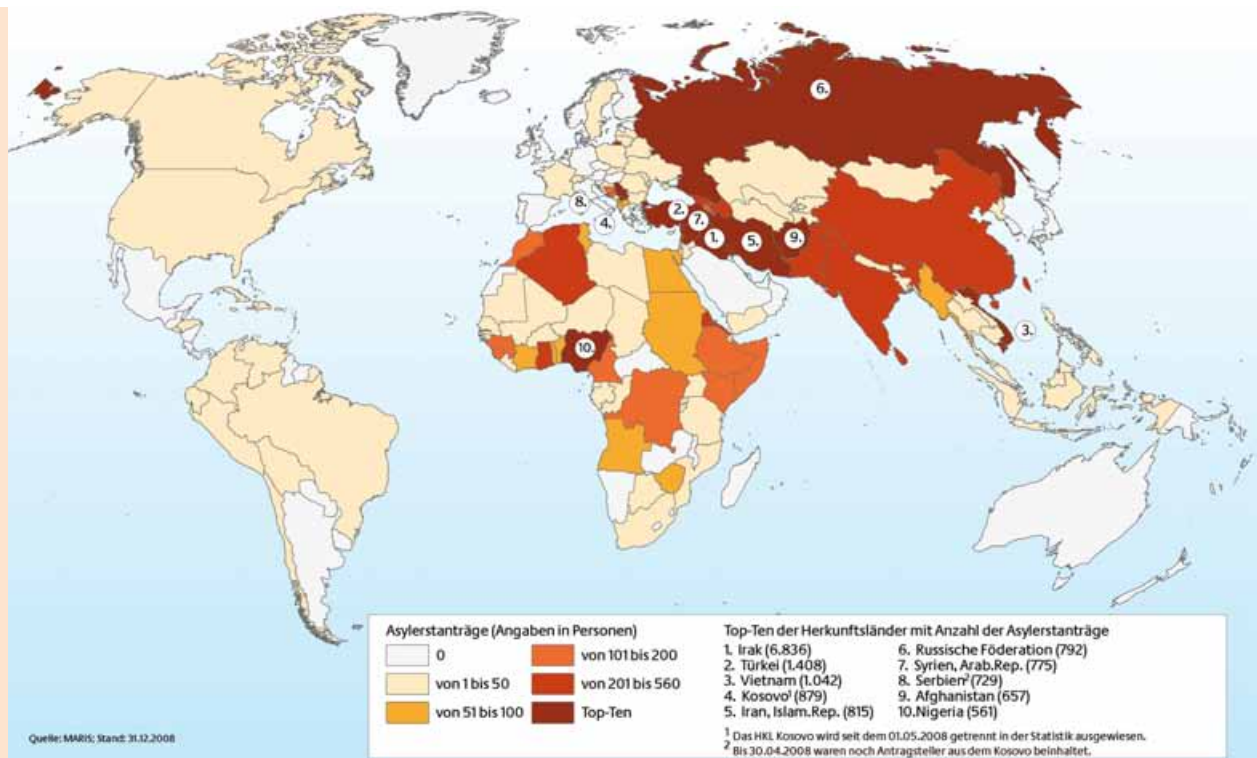 6.
8.
2.
7.
4.
1.
5.
9.
3.
10.
Asylerstanträge (Angaben in Personen)
0
von 1 bis 50
von 51 bis 100
von 101 bis 200
von 201 bis 560
Top-Ten
Top-Ten der Herkunftsländer mit Anzahl der Asylerstanträge
1. Irak (6.836)
2. Türkei (1.408)
3. Vietnam (1.042)
4. Kosovo¹ (879)
5. Iran, Islam.Rep. (815)
6. Russische Föderation (792)
7. Syrien, Arab.Rep. (775)
8. Serbien² (729)
9. Afghanistan (657)
10. Nigeria (561)
¹ Das HKL Kosovo wird seit dem 01.05.2008 getrennt in der Statistik ausgewiesen.
² Bis 30.04.2008 waren noch Antragsteller aus dem Kosovo beinhaltet.
Quelle: MARIS; Stand: 31.12.2008